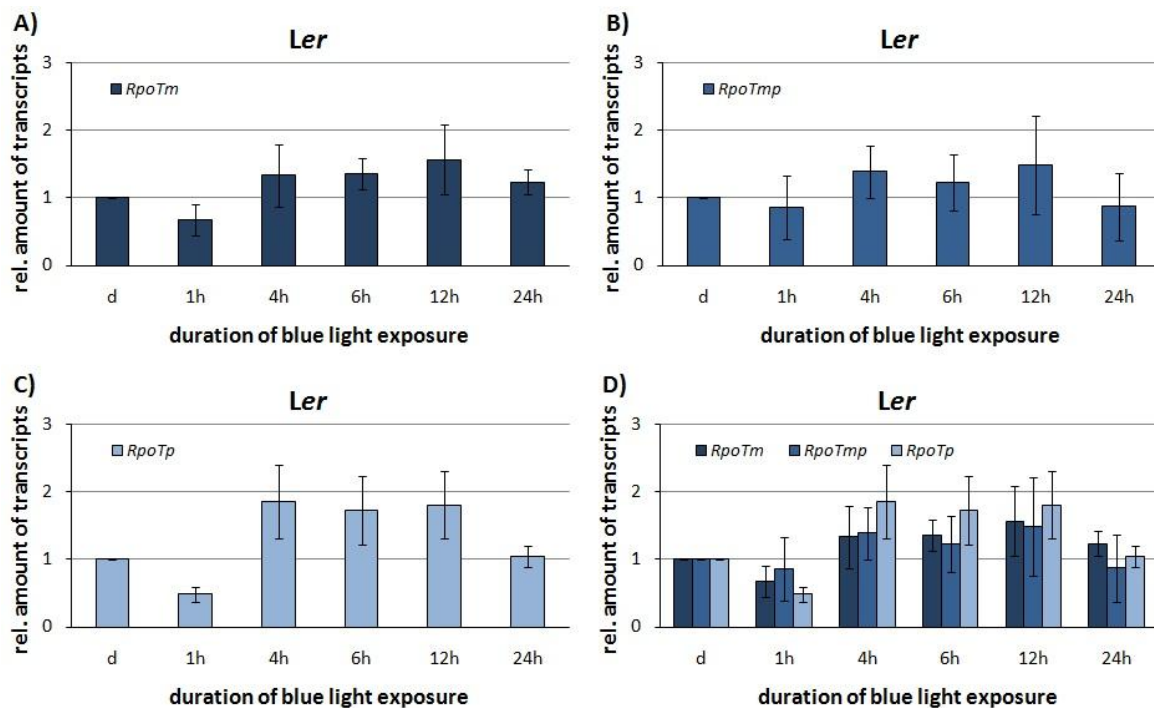 A)
Ler
rel. amount of transcripts
3
2
1
0
RpoTm
d 1h 4h 6h 12h 24h
duration of blue light exposure
B)
Ler
rel. amount of transcripts
3
2
1
0
RpoTmp
d 1h 4h 6h 12h 24h
duration of blue light exposure
C)
Ler
rel. amount of transcripts
3
2
1
0
RpoTp
d 1h 4h 6h 12h 24h
duration of blue light exposure
D)
Ler
rel. amount of transcripts
3
2
1
0
RpoTm RpoTmp RpoTp
d 1h 4h 6h 12h 24h
duration of blue light exposure